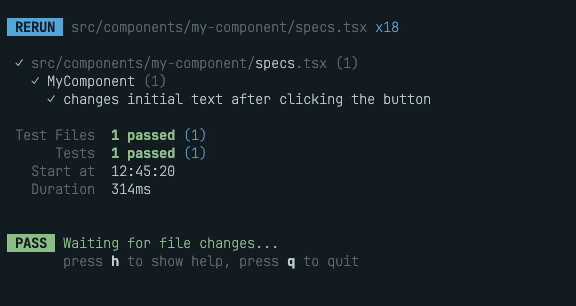 RERUN src/components/my-component/specs.tsx x18
✓ src/components/my-component/specs.tsx (1)
✓ MyComponent (1)
✓ changes initial text after clicking the button
Test Files 1 passed (1)
Tests 1 passed (1)
Start at 12:45:20
Duration 314ms
PASS Waiting for file changes...
press h to show help, press q to quit